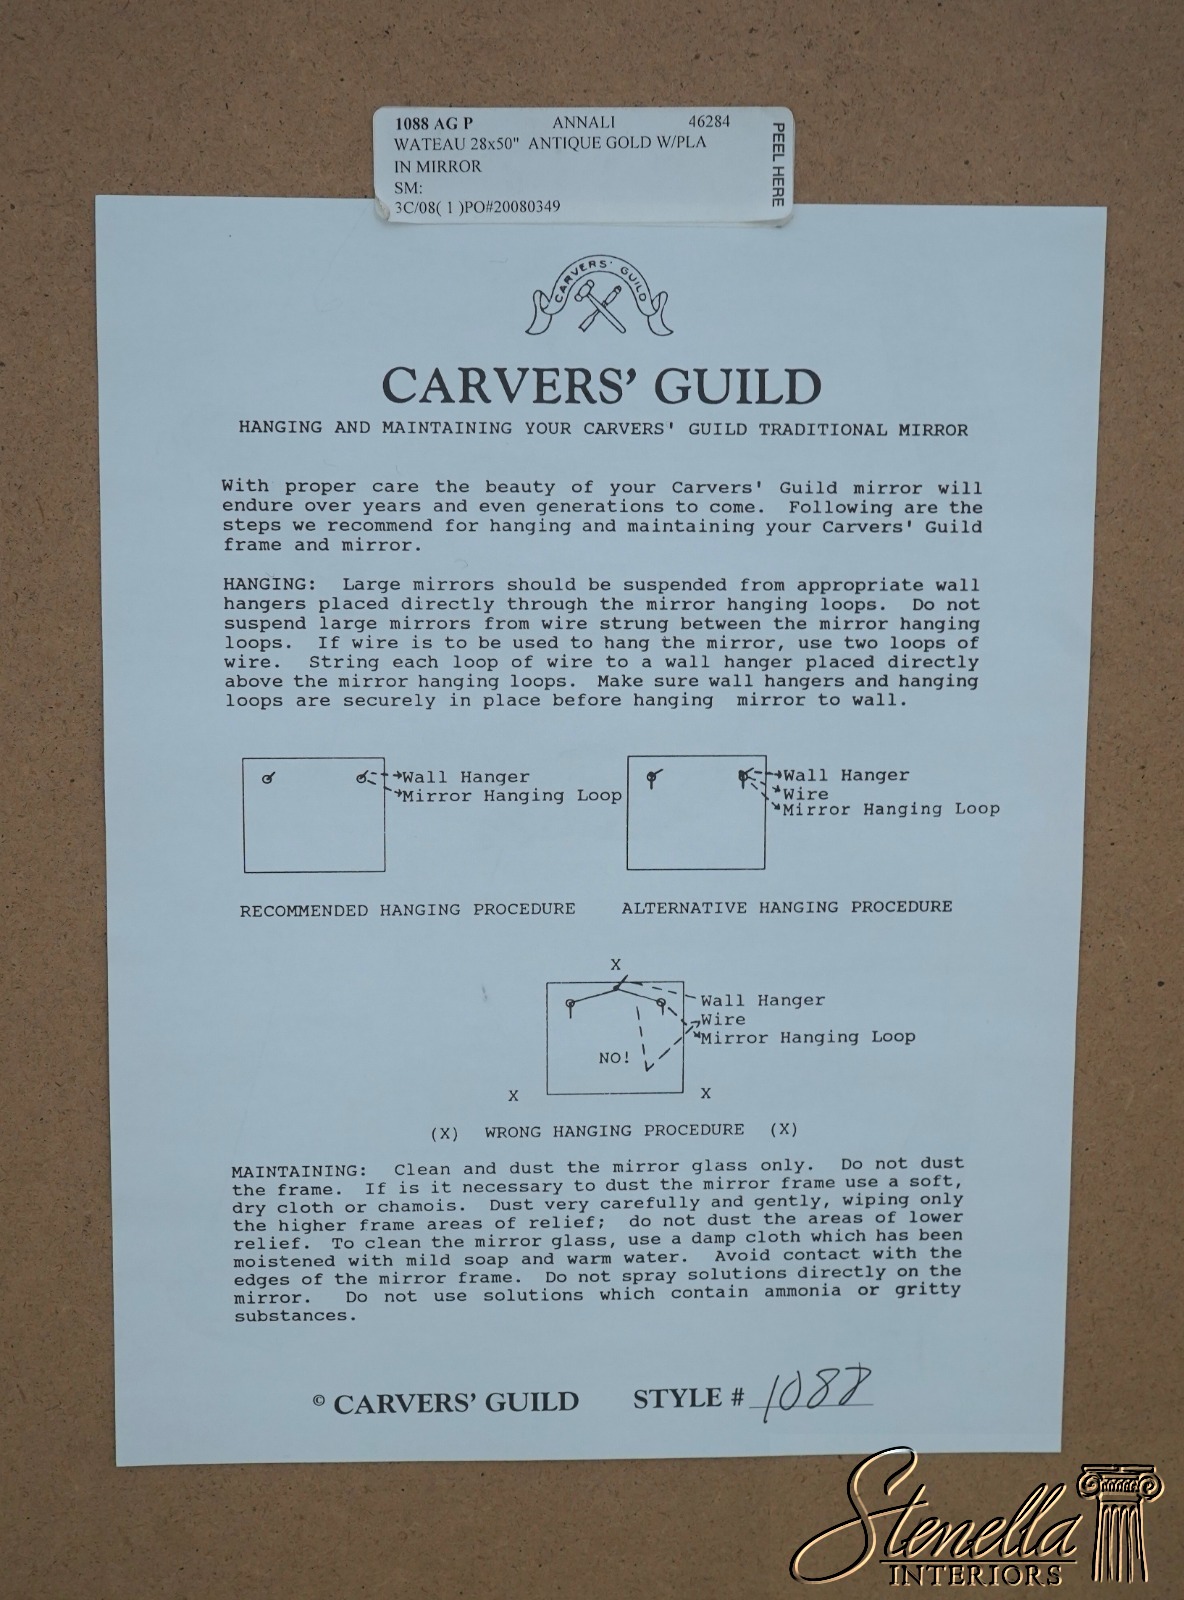 1088 AG P ANNALI 46284
WATEAU 28x50" ANTIQUE GOLD W/PLA
IN MIRROR
SM:
3C/08( 1 )PO#20080349
PEEL HERE
CARVERS' GUILD
CARVERS' GUILD
HANGING AND MAINTAINING YOUR CARVERS' GUILD TRADITIONAL MIRROR
With proper care the beauty of your Carvers' Guild mirror will
endure over years and even generations to come. Following are the
steps we recommend for hanging and maintaining your Carvers' Guild
frame and mirror.
HANGING: Large mirrors should be suspended from appropriate wall
hangers placed directly through the mirror hanging loops. Do not
suspend large mirrors from wire strung between the mirror hanging
loops. If wire is to be used to hang the mirror, use two loops of
wire. String each loop of wire to a wall hanger placed directly
above the mirror hanging loops. Make sure wall hangers and hanging
loops are securely in place before hanging mirror to wall.
Wall Hanger
Mirror Hanging Loop
Wall Hanger
Wire
Mirror Hanging Loop
RECOMMENDED HANGING PROCEDURE
ALTERNATIVE HANGING PROCEDURE
X
Wall Hanger
Wire
Mirror Hanging Loop
NO!
X X
(X) WRONG HANGING PROCEDURE (X)
MAINTAINING: Clean and dust the mirror glass only. Do not dust
the frame. If is it necessary to dust the mirror frame use a soft,
dry cloth or chamois. Dust very carefully and gently, wiping only
the higher frame areas of relief; do not dust the areas of lower
relief. To clean the mirror glass, use a damp cloth which has been
moistened with mild soap and warm water. Avoid contact with the
edges of the mirror frame. Do not spray solutions directly on the
mirror. Do not use solutions which contain ammonia or gritty
substances.
© CARVERS' GUILD STYLE # 1088
Stenella
INTERIORS